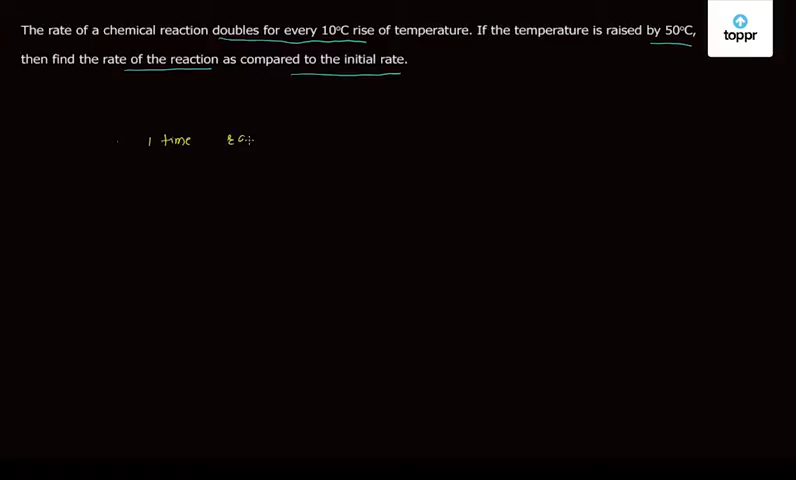 The rate of a chemical reaction doubles for every 10°C rise of temperature. If the temperature is raised by 50°C,
then find the rate of the reaction as compared to the initial rate.
toppr
1 time